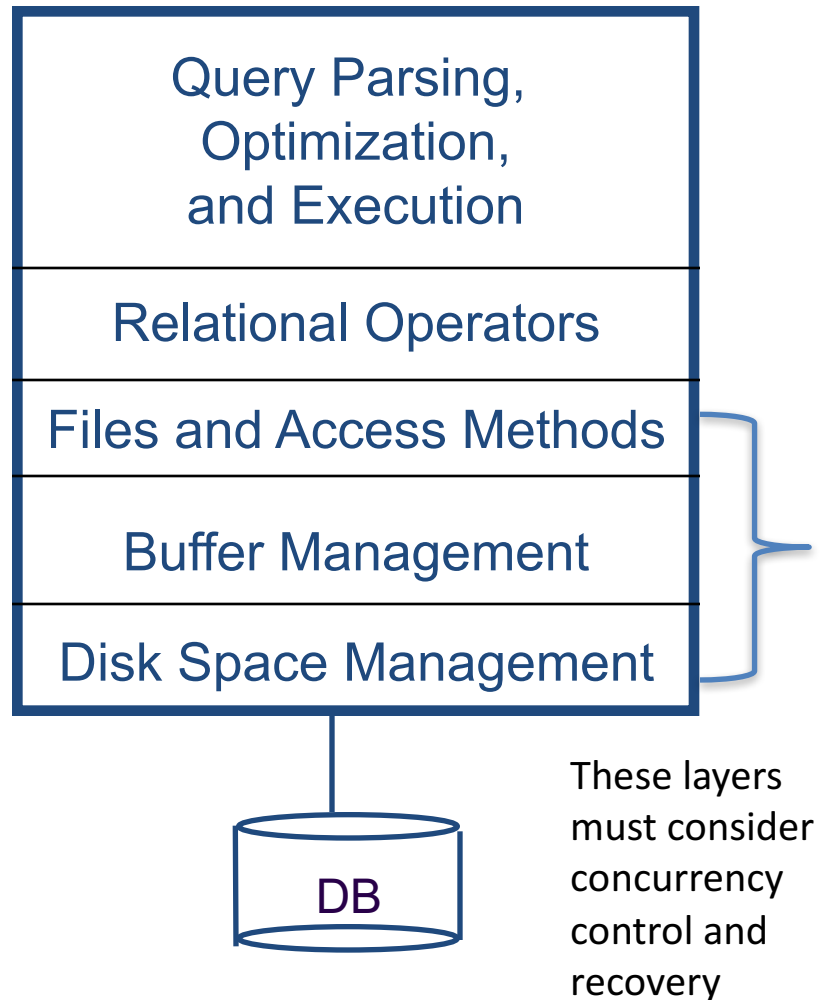 Query Parsing,
Optimization,
and Execution
Relational Operators
Files and Access Methods
Buffer Management
Disk Space Management
DB
These layers
must consider
concurrency
control and
recovery